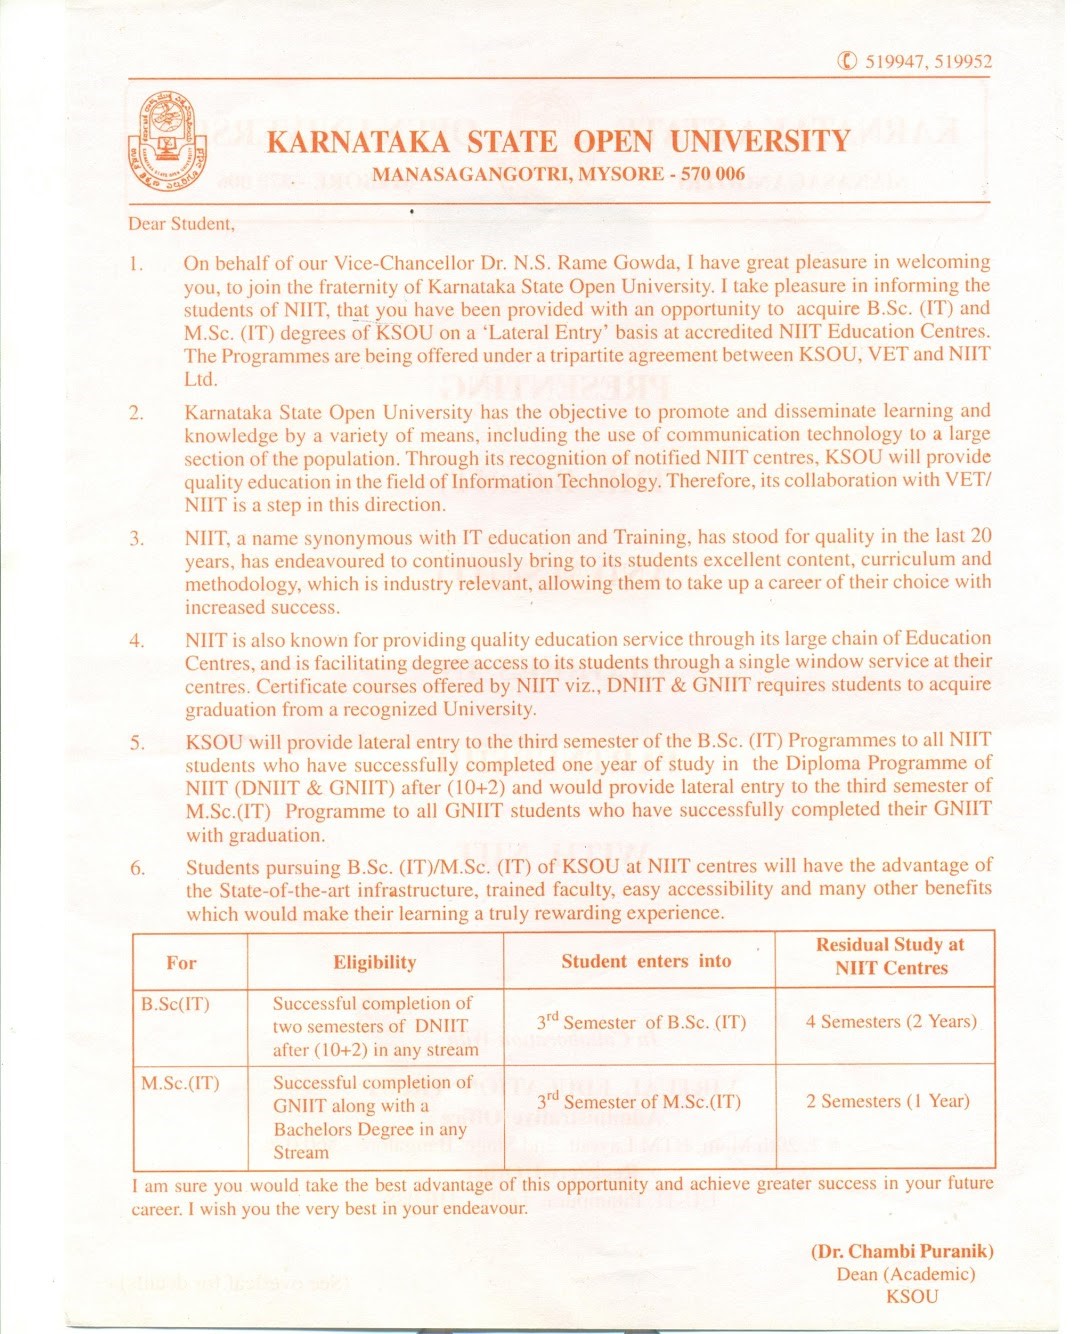 ✆ 519947, 519952
KARNATAKA STATE OPEN UNIVERSITY
MANASAGANGOTRI, MYSORE - 570 006
Dear Student,
1. On behalf of our Vice-Chancellor Dr. N.S. Rame Gowda, I have great pleasure in welcoming
you, to join the fraternity of Karnataka State Open University. I take pleasure in informing the
students of NIIT, that you have been provided with an opportunity to acquire B.Sc. (IT) and
M.Sc. (IT) degrees of KSOU on a ‘Lateral Entry’ basis at accredited NIIT Education Centres.
The Programmes are being offered under a tripartite agreement between KSOU, VET and NIIT
Ltd.
2. Karnataka State Open University has the objective to promote and disseminate learning and
knowledge by a variety of means, including the use of communication technology to a large
section of the population. Through its recognition of notified NIIT centres, KSOU will provide
quality education in the field of Information Technology. Therefore, its collaboration with VET/
NIIT is a step in this direction.
3. NIIT, a name synonymous with IT education and Training, has stood for quality in the last 20
years, has endeavoured to continuously bring to its students excellent content, curriculum and
methodology, which is industry relevant, allowing them to take up a career of their choice with
increased success.
4. NIIT is also known for providing quality education service through its large chain of Education
Centres, and is facilitating degree access to its students through a single window service at their
centres. Certificate courses offered by NIIT viz., DNIIT & GNIIT requires students to acquire
graduation from a recognized University.
5. KSOU will provide lateral entry to the third semester of the B.Sc. (IT) Programmes to all NIIT
students who have successfully completed one year of study in the Diploma Programme of
NIIT (DNIIT & GNIIT) after (10+2) and would provide lateral entry to the third semester of
M.Sc.(IT) Programme to all GNIIT students who have successfully completed their GNIIT
with graduation.
6. Students pursuing B.Sc. (IT)/M.Sc. (IT) of KSOU at NIIT centres will have the advantage of
the State-of-the-art infrastructure, trained faculty, easy accessibility and many other benefits
which would make their learning a truly rewarding experience.
For
Eligibility
Student enters into
Residual Study at
NIIT Centres
B.Sc(IT)
Successful completion of
two semesters of DNIIT
after (10+2) in any stream
3rd Semester of B.Sc. (IT)
4 Semesters (2 Years)
M.Sc.(IT)
Successful completion of
GNIIT along with a
Bachelors Degree in any
Stream
3rd Semester of M.Sc.(IT)
2 Semesters (1 Year)
I am sure you would take the best advantage of this opportunity and achieve greater success in your future
career. I wish you the very best in your endeavour.
(Dr. Chambi Puranik)
Dean (Academic)
KSOU